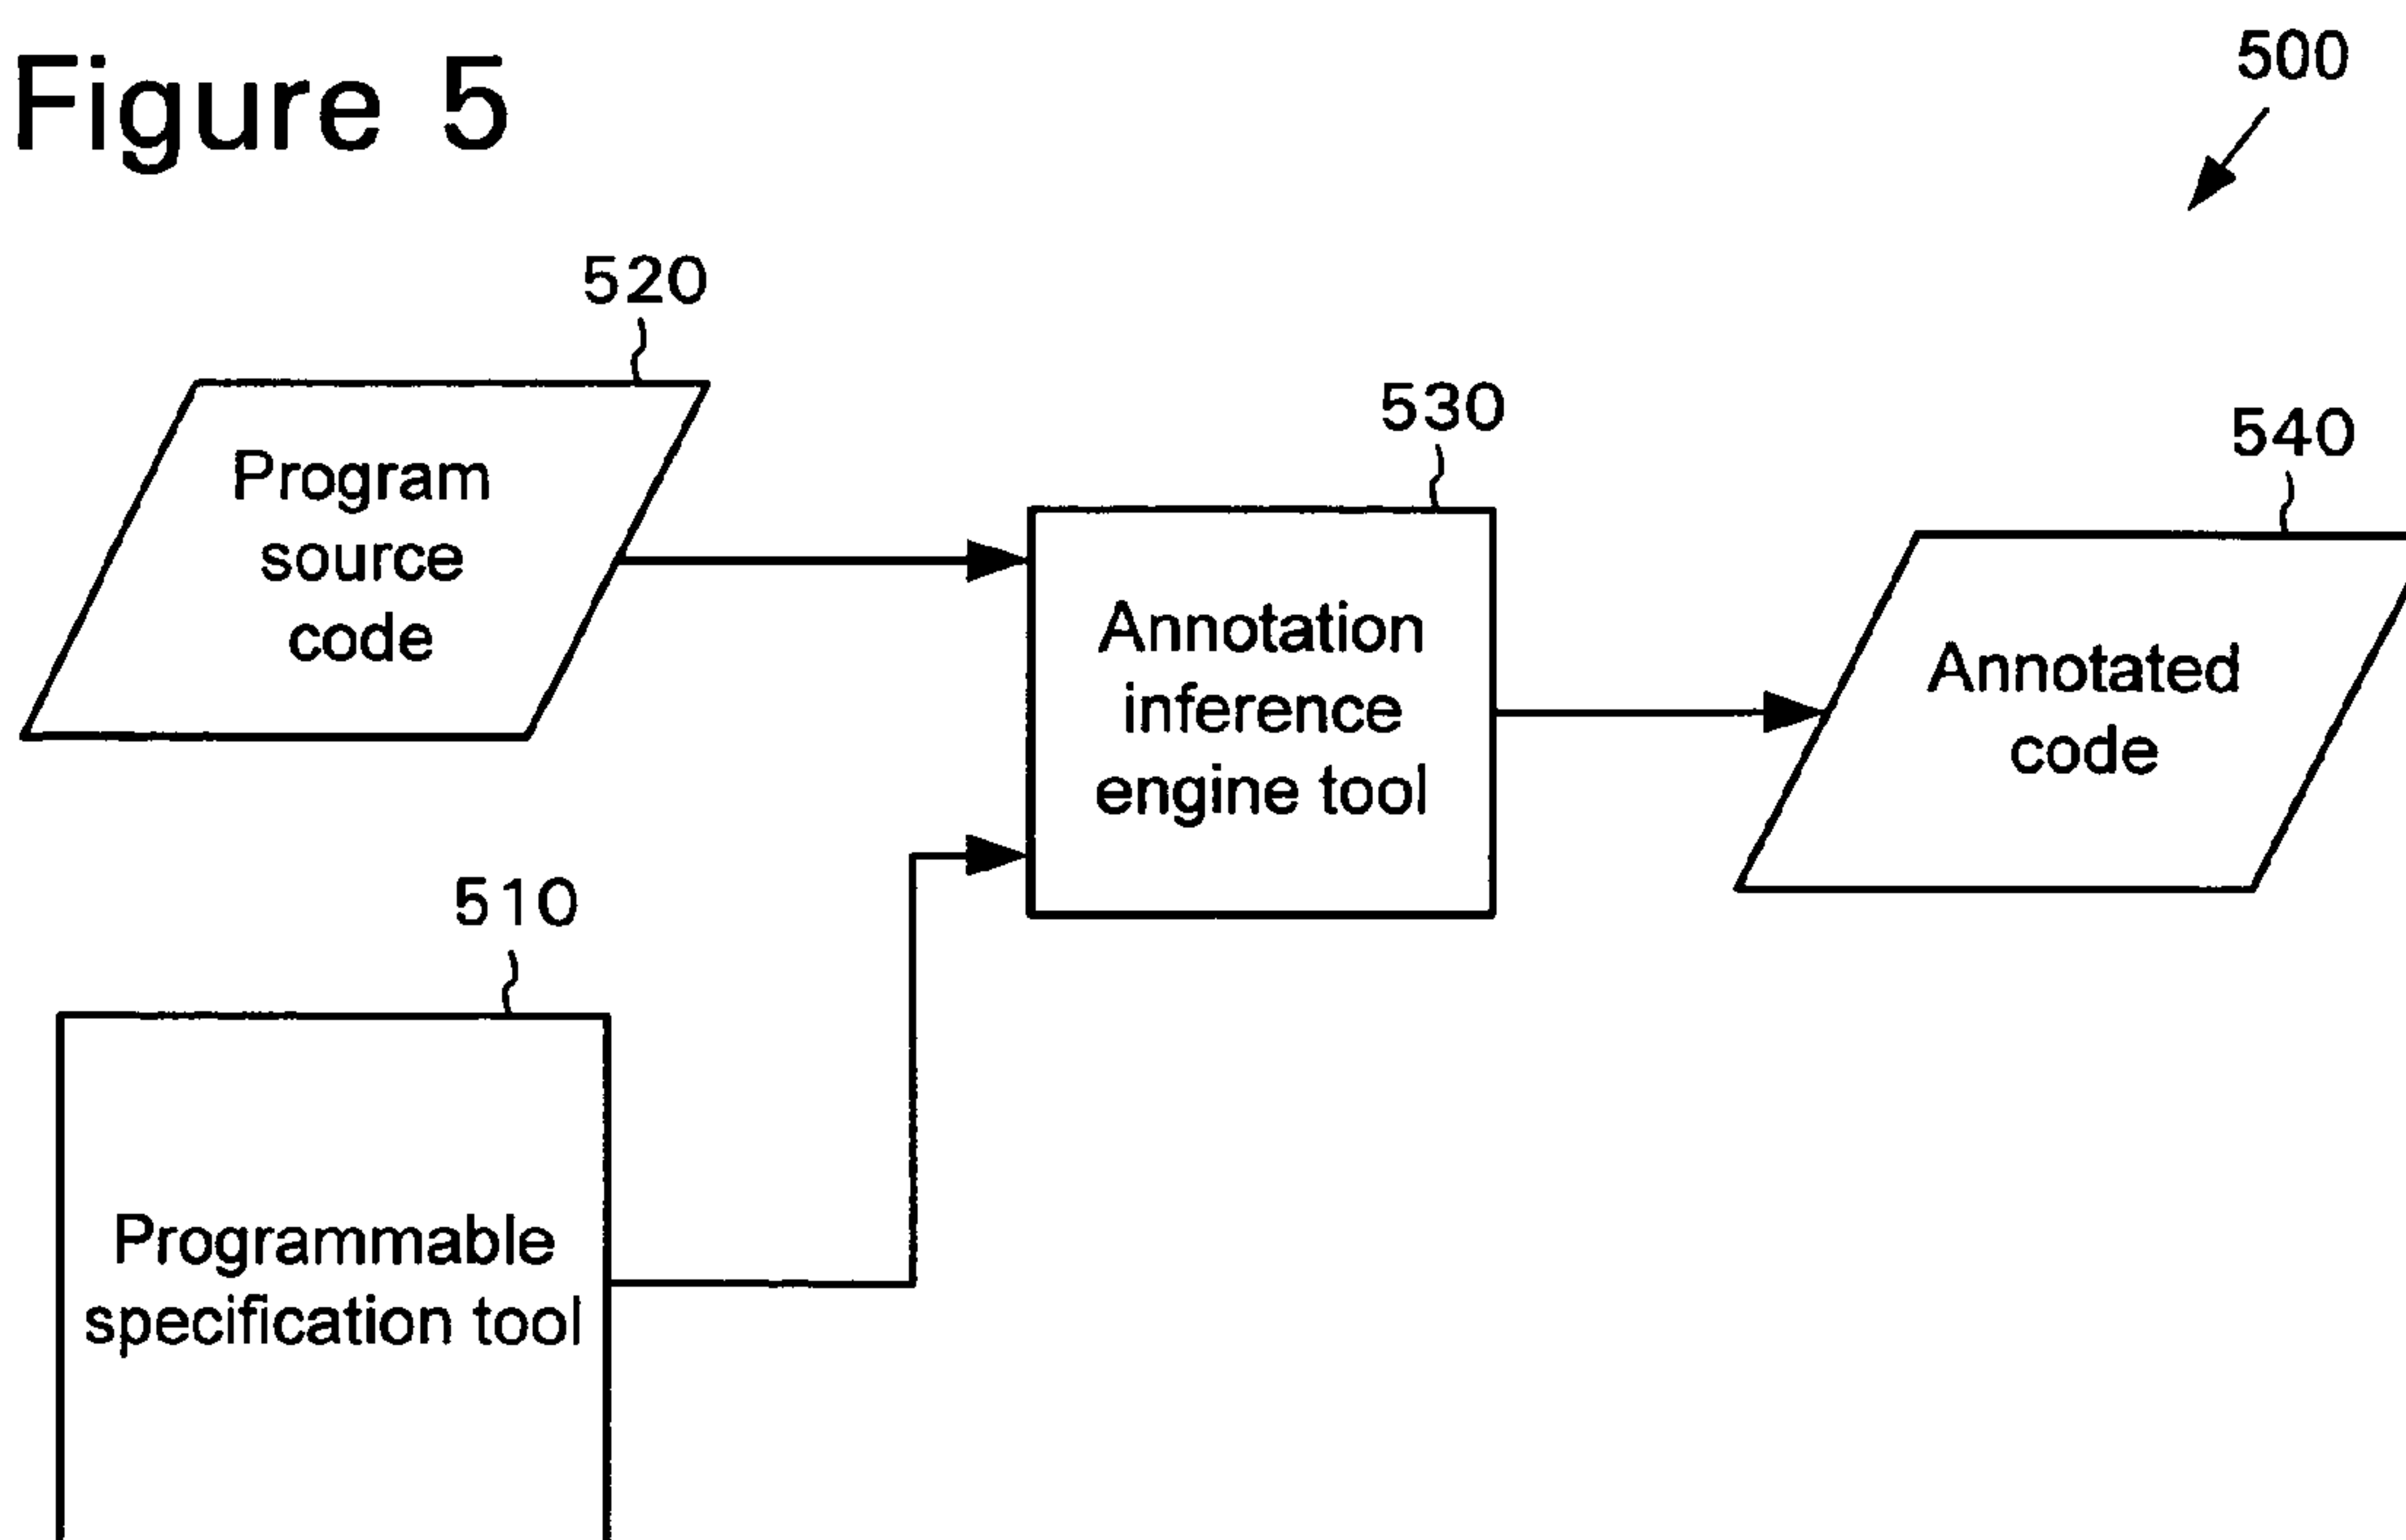 Figure 5
500
520
Program
source
code
530
Annotation
inference
engine tool
540
Annotated
code
510
Programmable
specification tool